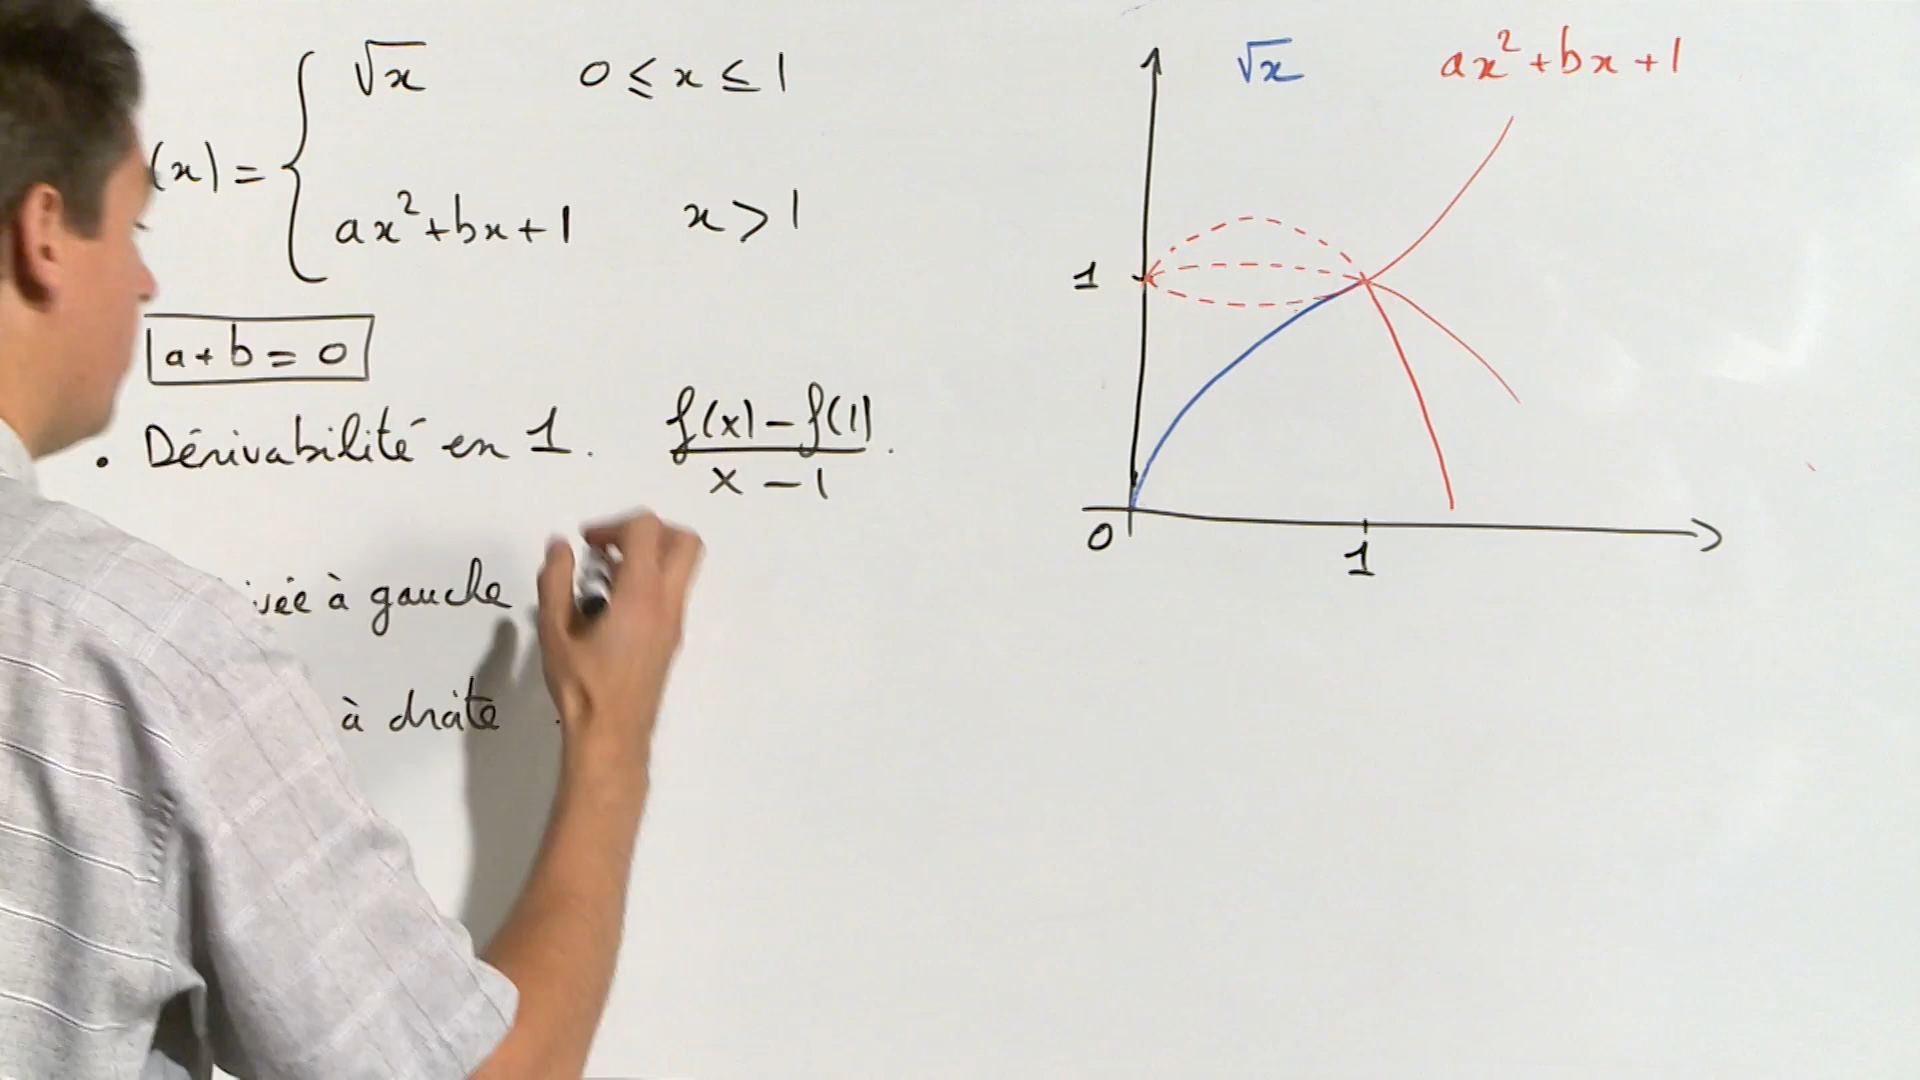 √x 0 ≤ x ≤ 1
(x) =
ax²+bx+1 x > 1
a + b = 0
• Dérivabilité en 1. f(x) - f(1)
x - 1
à gauche
à droite
√x ax²+bx+1
1
0
1